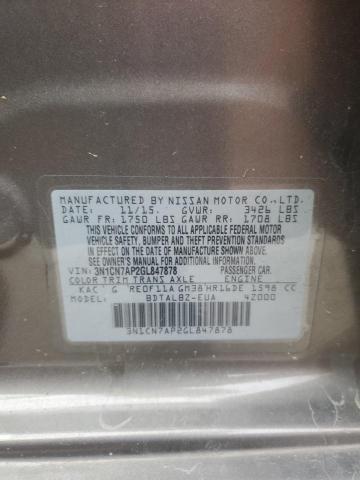 MANUFACTURED BY NISSAN MOTOR CO.,LTD.
DATE: 11/15. GVWR: 3426 LBS
GAWR FR: 1750 LBS GAWR RR: 1708 LBS
THIS VEHICLE CONFORMS TO ALL APPLICABLE FEDERAL MOTOR
VEHICLE SAFETY, BUMPER AND THEFT PREVENTION STANDARDS
IN EFFECT ON THE DATE OF MANUFACTURE SHOWN ABOVE.
SEE OWNER'S MANUAL FOR ADDITIONAL INFORMATION.
VIN: 3N1CN7AP2GL847878 PASSENGER CAR.
COLOR TRIM TRANS AXLE ENGINE
KAC G RE0F11A GM38 HR16DE 1598 CC
MODEL: BDTALBZ-EUA 4Z000
3N1CN7AP2GL847878